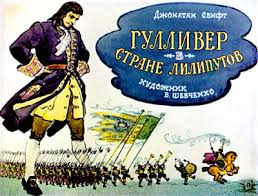 ДЖОНАТАН СВИФТ
ГУЛЛИВЕР
В
СТРАНЕ ЛИЛИПУТОВ
ХУДОЖНИК
В. ШЕВЧЕНКО